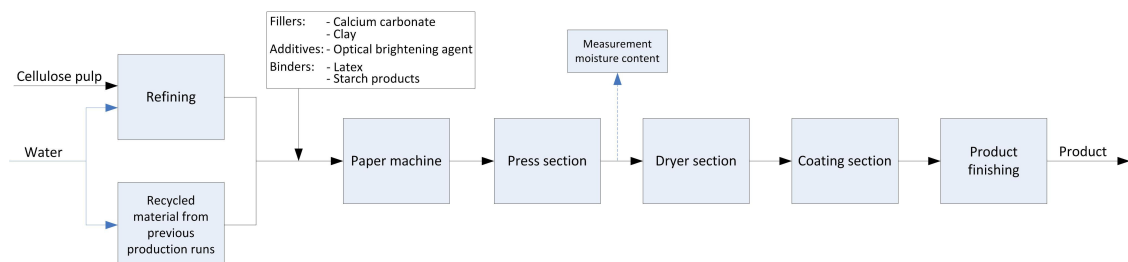 Fillers: - Calcium carbonate
- Clay
Additives: - Optical brightening agent
Binders: - Latex
- Starch products
Measurement
moisture content
Cellulose pulp
Refining
Water
Recycled
material from
previous
production runs
Paper machine
Press section
Dryer section
Coating section
Product
finishing
Product